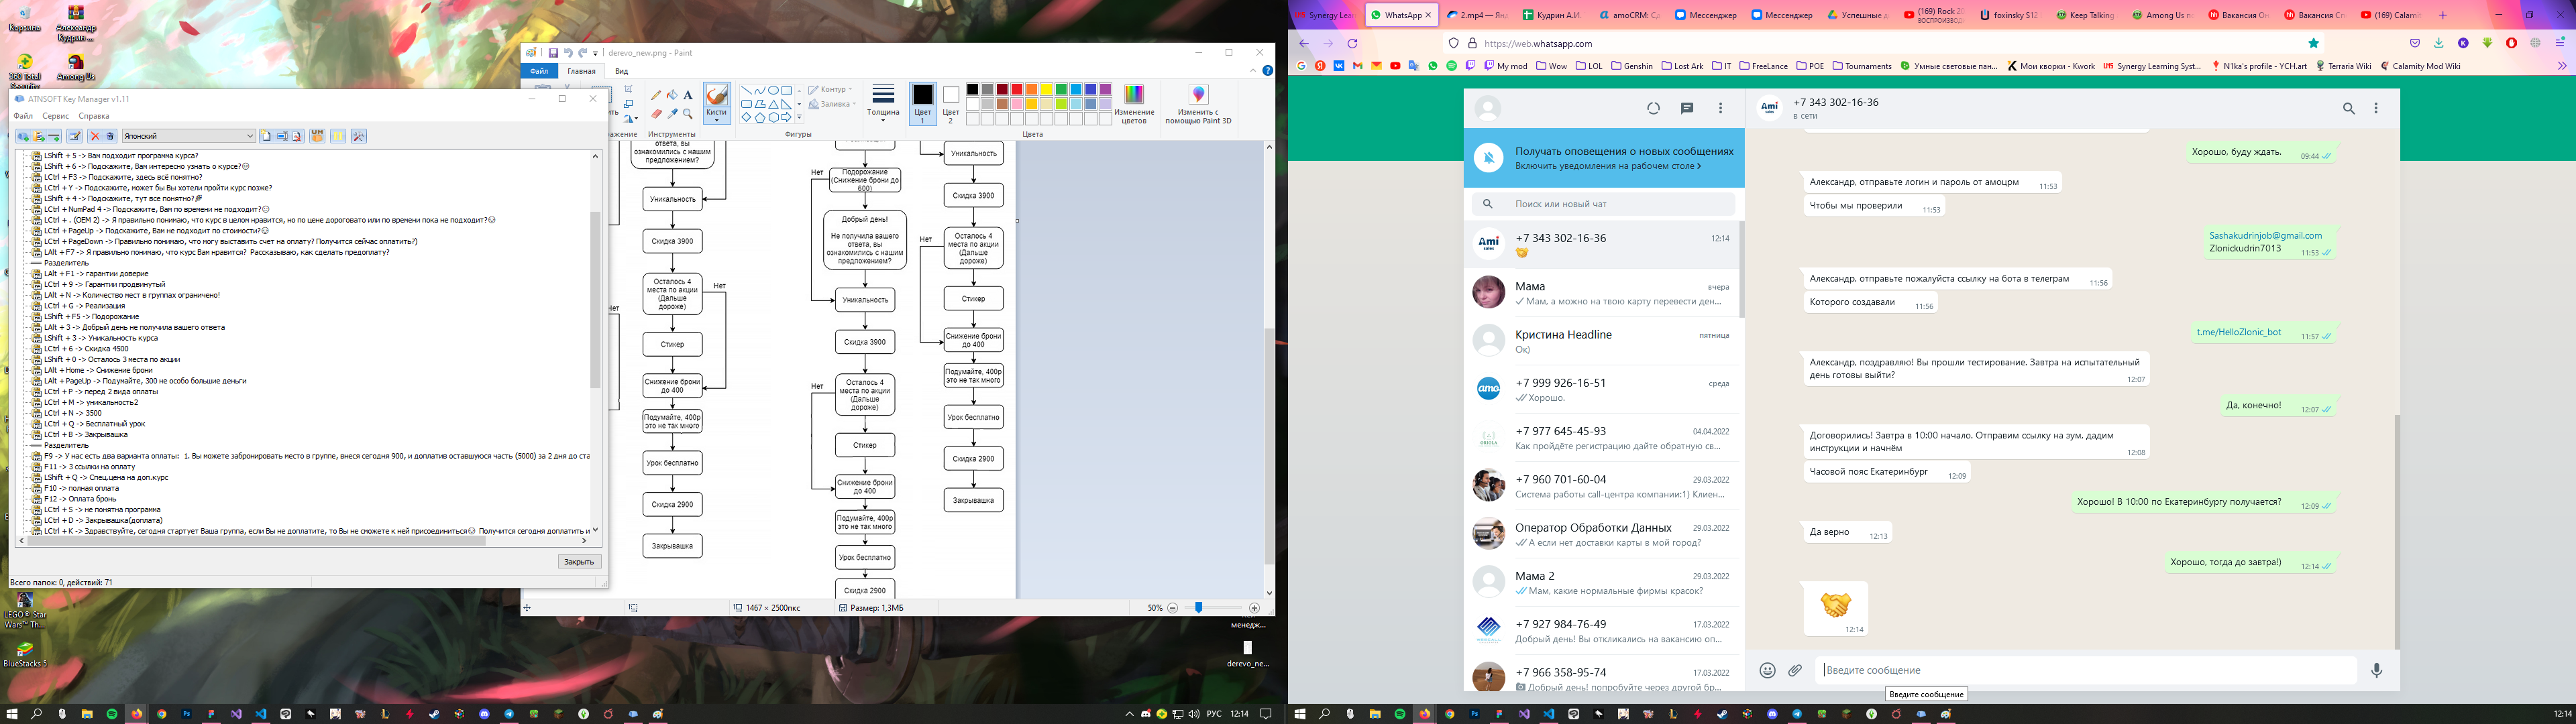 Корзина
Александр Кудрин ...
360 Total Security
Among Us
LEGO® Star Wars™ Th...
BlueStacks 5
ATNSOFT Key Manager v1.11
Файл Сервис Справка
Японский
LShift + 5 -> Вам подходит программа курса?
LShift + 6 -> Подскажите, Вам интересно узнать о курсе?😊
LCtrl + F3 -> Подскажите, здесь всё понятно?
LCtrl + Y -> Подскажите, может бы Вы хотели пройти курс позже?
LShift + 4 -> Подскажите, тут все понятно?
LCtrl + NumPad 4 -> Подскажите, Вам по времени не подходит?
LCtrl + . (OEM 2) -> Я правильно понимаю, что курс в целом нравится, но по цене дороговато или по времени пока не подходит?
LCtrl + PageUp -> Подскажите, Вам не подходит по стоимости?
LCtrl + PageDown -> Правильно понимаю, что могу выставить счет на оплату? Получится сейчас оплатить?)
LAlt + F7 -> Я правильно понимаю, что курс Вам нравится? Рассказываю, как сделать предоплату?
Разделитель
LAlt + F1 -> гарантии доверие
LCtrl + 9 -> Гарантии продвинутый
LAlt + N -> Количество мест в группах ограничено!
LCtrl + G -> Реализация
LShift + F5 -> Подорожание
LAlt + 3 -> Добрый день не получила вашего ответа
LShift + 3 -> Уникальность курса
LCtrl + 6 -> Скидка 4500
LShift + 0 -> Осталось 3 места по акции
LAlt + Home -> Снижение брони
LAlt + PageUp -> Подумайте, 300 не особо большие деньги
LCtrl + P -> перед 2 вида оплаты
LCtrl + M -> уникальность2
LCtrl + N -> 3500
LCtrl + Q -> Бесплатный урок
LCtrl + B -> Закрывашка
Разделитель
F9 -> У нас есть два варианта оплаты: 1. Вы можете забронировать место в группе, внеся сегодня 900, и доплатив оставшуюся часть (5000) за 2 дня до ста
F11 -> 3 ссылки на оплату
LShift + Q -> Спец.цена на доп.курс
F10 -> полная оплата
F12 -> Оплата бронь
LCtrl + S -> не понятна программа
LCtrl + D -> Закрывашка(доплата)
LCtrl + K -> Здравствуйте, сегодня стартует Ваша группа, если Вы не доплатите, то Вы не сможете к ней присоединиться Получится сегодня доплатить и
Закрыть
Всего папок: 0, действий: 71
derevo_new.png - Paint
Файл Главная Вид
Инструменты
Кисти
Контур
Заливка
Фигуры
Толщина
Цвет 1
Цвет 2
Изменение цветов
Изменить с помощью Paint 3D
Цвета
ответа, вы ознакомились с нашим предложением?
Уникальность
Скидка 3900
Осталось 4 места по акции (Дальше дороже)
Нет
Стикер
Снижение брони до 400
Подумайте, 400р это не так много
Урок бесплатно
Скидка 2900
Закрывашка
Нет
Подорожание (Снижение брони до 600)
Добрый день!
Не получила вашего ответа, вы ознакомились с нашим предложением?
Уникальность
Скидка 3900
Нет
Осталось 4 места по акции (Дальше дороже)
Стикер
Снижение брони до 400
Подумайте, 400р это не так много
Урок бесплатно
Скидка 2900
Уникальность
Скидка 3900
Нет
Осталось 4 места по акции (Дальше дороже)
Стикер
Снижение брони до 400
Подумайте, 400р это не так много
Урок бесплатно
Скидка 2900
Закрывашка
1467 × 2500пкс
Размер: 1,3МБ
50%
менедж...
derevo_ne...
РУС 12:14
Synergy Lea
WhatsApp
2.mp4 — Янд
Кудрин А.И.
amoCRM: Сд
Мессенджер
Мессенджер
Успешные д
(169) Rock 20
foxinsky S12
Keep Talking
Among Us n
Вакансия Оп
Вакансия Сп
(169) Calamit
https://web.whatsapp.com
My mod
Wow
LOL
Genshin
Lost Ark
IT
FreeLance
POE
Tournaments
Умные световые пан...
Мои кворки - Kwork
Synergy Learning Syst...
N1ka's profile - YCH.art
Terraria Wiki
Calamity Mod Wiki
Получать оповещения о новых сообщениях
Включить уведомления на рабочем столе >
Поиск или новый чат
Ami sales
+7 343 302-16-36 12:14
🤝
Мама вчера
Мам, а можно на твою карту перевести ден...
Кристина Headline пятница
Ок)
amo
+7 999 926-16-51 среда
Хорошо.
+7 977 645-45-93 04.04.2022
Как пройдёте регистрацию дайте обратную св...
+7 960 701-60-04 29.03.2022
Система работы call-центра компании:1) Клиен...
Оператор Обработки Данных 29.03.2022
А если нет доставки карты в мой город?
Мама 2 29.03.2022
Мам, какие нормальные фирмы красок?
+7 927 984-76-49 17.03.2022
Добрый день! Вы откликались на вакансию оп...
+7 966 358-95-74 17.03.2022
Добрый день! попробуйте через другой бр...
Ami sales
+7 343 302-16-36
в сети
Хорошо, буду ждать. 09:44
Александр, отправьте логин и пароль от амоцрм 11:53
Чтобы мы проверили 11:53
Sashakudrinjob@gmail.com
Zlonickudrin7013 11:53
Александр, отправьте пожалуйста ссылку на бота в телеграм 11:56
Которого создавали 11:56
t.me/HelloZlonic_bot 11:57
Александр, поздравляю! Вы прошли тестирование. Завтра на испытательный
день готовы выйти? 12:07
Да, конечно! 12:07
Договорились! Завтра в 10:00 начало. Отправим ссылку на зум, дадим
инструкции и начнём 12:08
Часовой пояс Екатеринбург 12:09
Хорошо! В 10:00 по Екатеринбургу получается? 12:09
Да верно 12:13
Хорошо, тогда до завтра!) 12:14
🤝 12:14
Введите сообщение
Введите сообщение
12:14